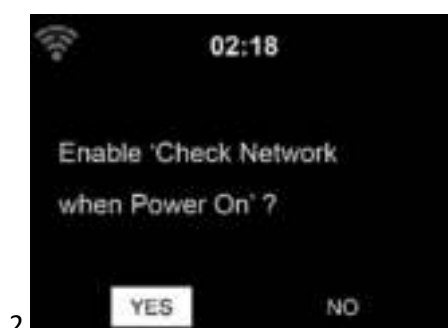 02:18
Enable 'Check Network
when Power On' ?
2 YES NO